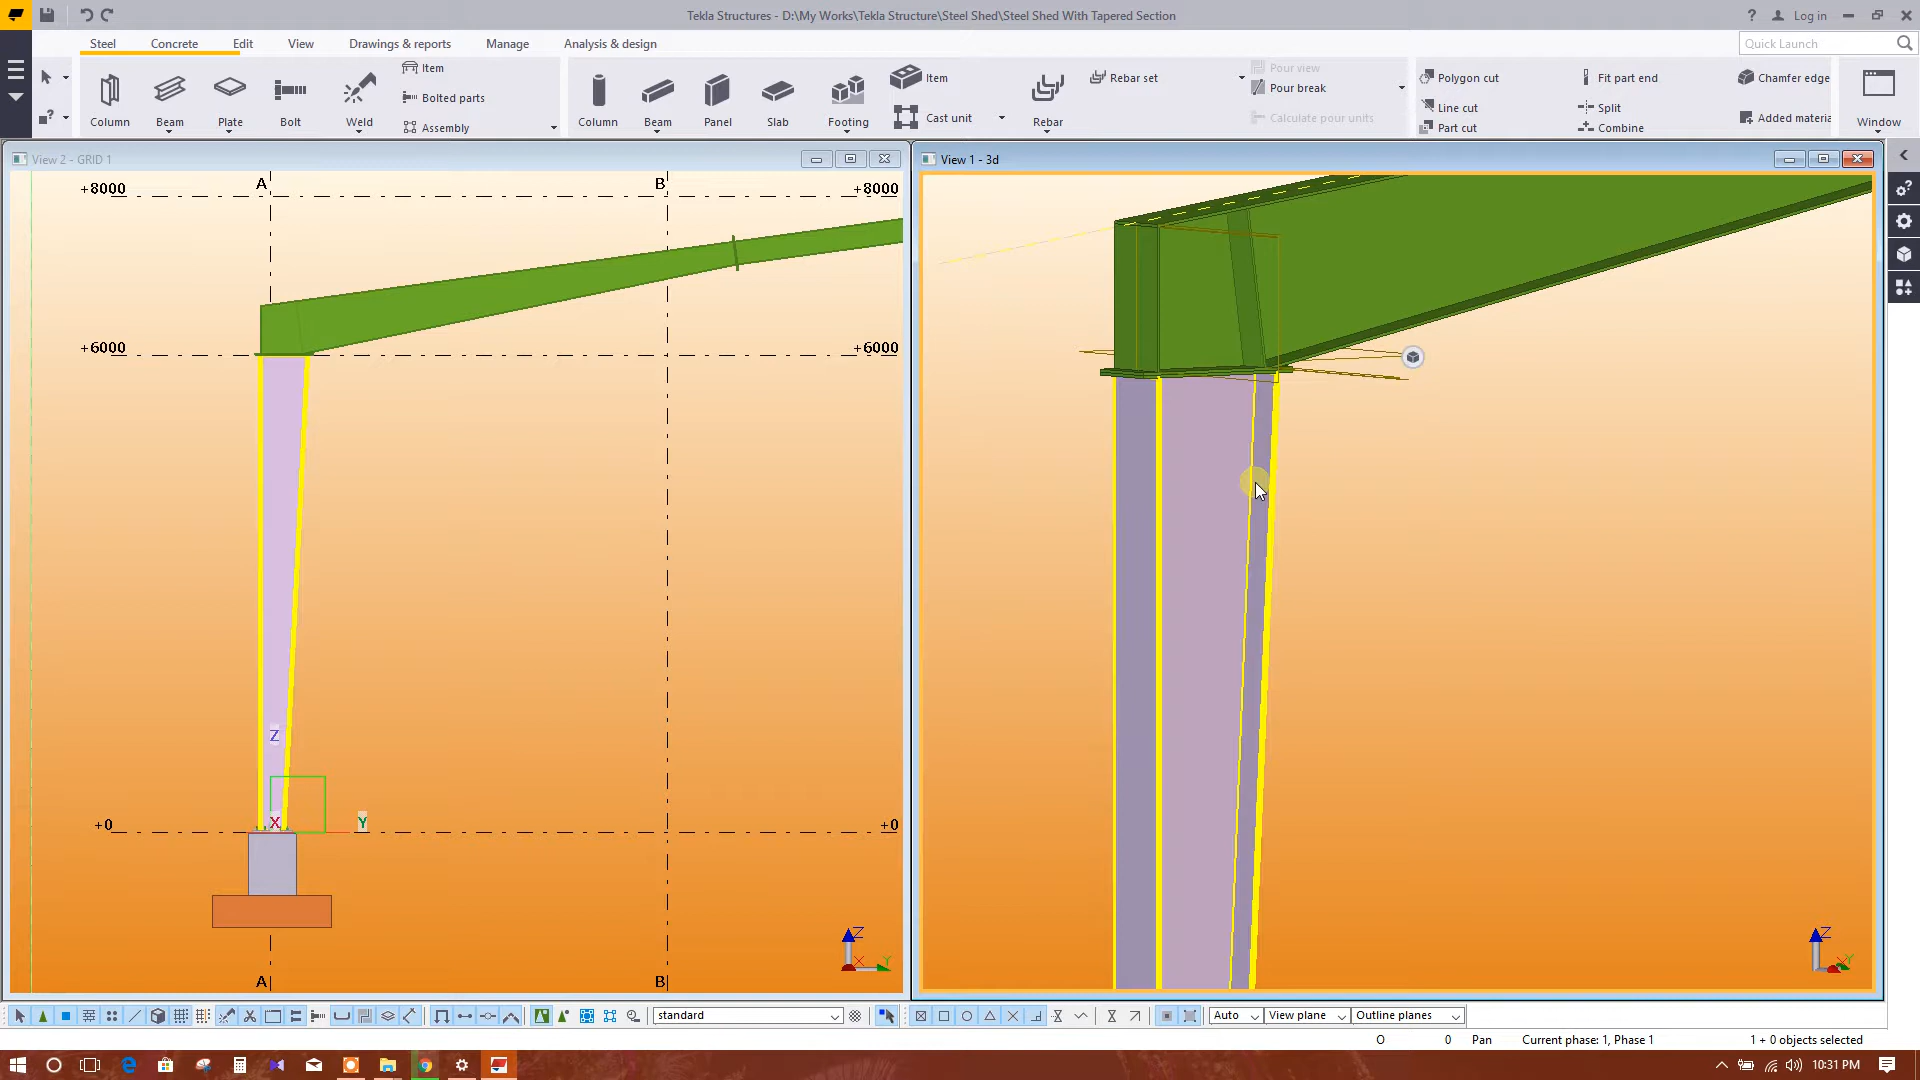 Tekla Structures - D:\My Works\Tekla Structure\Steel Shed\Steel Shed With Tapered Section
? Log in
Steel Concrete Edit View Drawings & reports Manage Analysis & design
Quick Launch
Column Beam Plate Bolt Weld
Item
Bolted parts
Assembly
Column Beam Panel Slab Footing
Item
Cast unit
Rebar
Rebar set
Pour view
Pour break
Calculate pour units
Polygon cut
Line cut
Part cut
Fit part end
Split
Combine
Chamfer edge
Added materia
Window
View 2 - GRID 1
View 1 - 3d
+8000 A B +8000
+6000 +6000
Z
X Y
+0 +0
A B
Z
X Y
Z
X Y
standard
Auto
View plane
Outline planes
O 0 Pan Current phase: 1, Phase 1 1 + 0 objects selected
10:31 PM